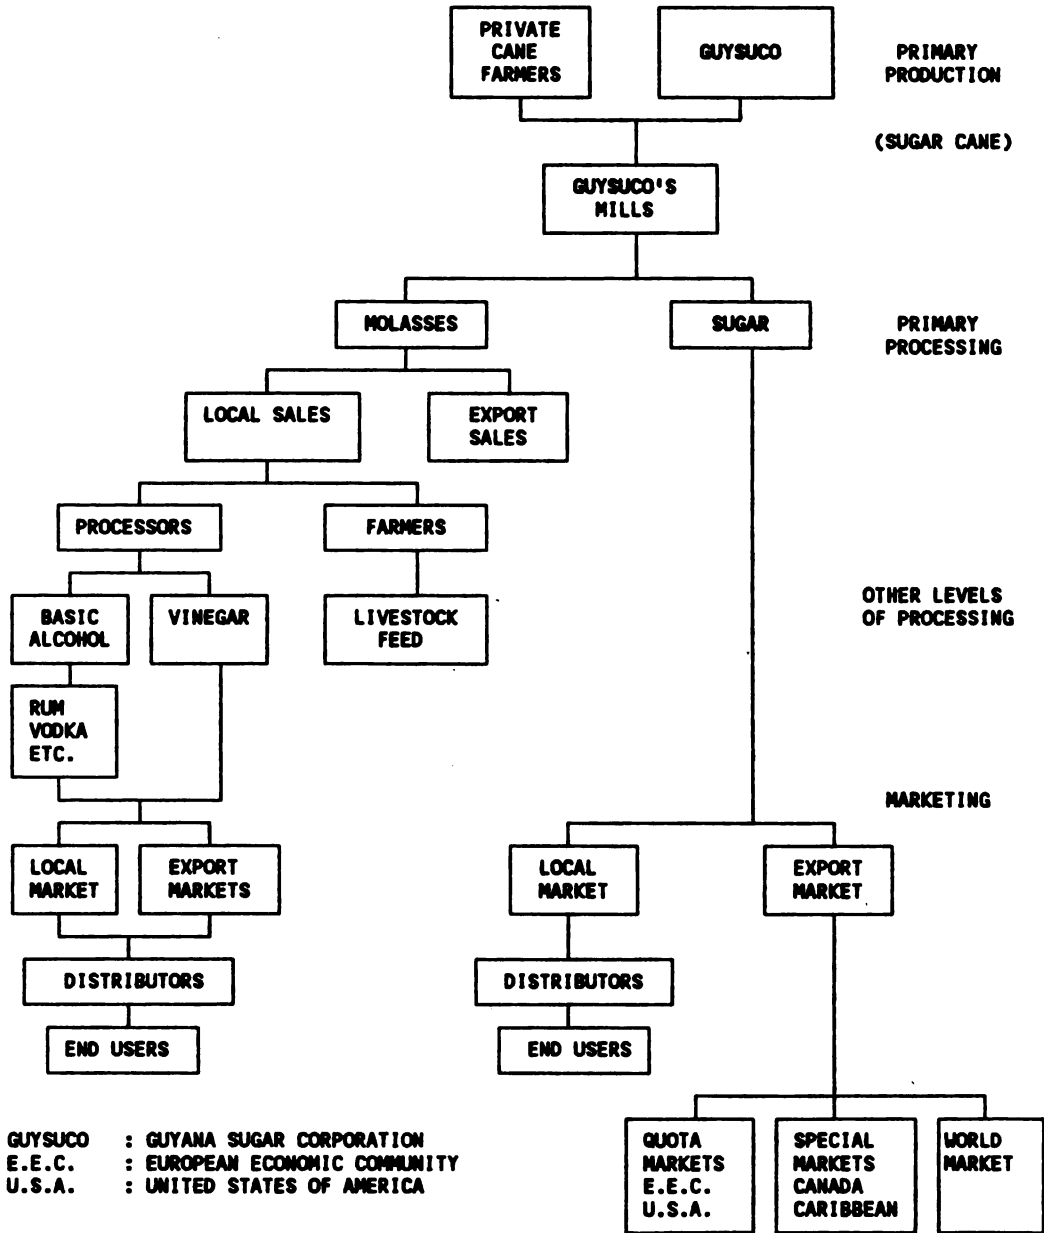 PRIVATE
CANE
FARMERS
GUYSUCO
PRIMARY
PRODUCTION
(SUGAR CANE)
GUYSUCO'S
MILLS
MOLASSES
SUGAR
PRIMARY
PROCESSING
LOCAL SALES
EXPORT
SALES
PROCESSORS
FARMERS
BASIC
ALCOHOL
VINEGAR
LIVESTOCK
FEED
OTHER LEVELS
OF PROCESSING
RUM
VODKA
ETC.
MARKETING
LOCAL
MARKET
EXPORT
MARKETS
LOCAL
MARKET
EXPORT
MARKET
DISTRIBUTORS
DISTRIBUTORS
END USERS
END USERS
QUOTA
MARKETS
E.E.C.
U.S.A.
SPECIAL
MARKETS
CANADA
CARIBBEAN
WORLD
MARKET
GUYSUCO : GUYANA SUGAR CORPORATION
E.E.C. : EUROPEAN ECONOMIC COMMUNITY
U.S.A. : UNITED STATES OF AMERICA